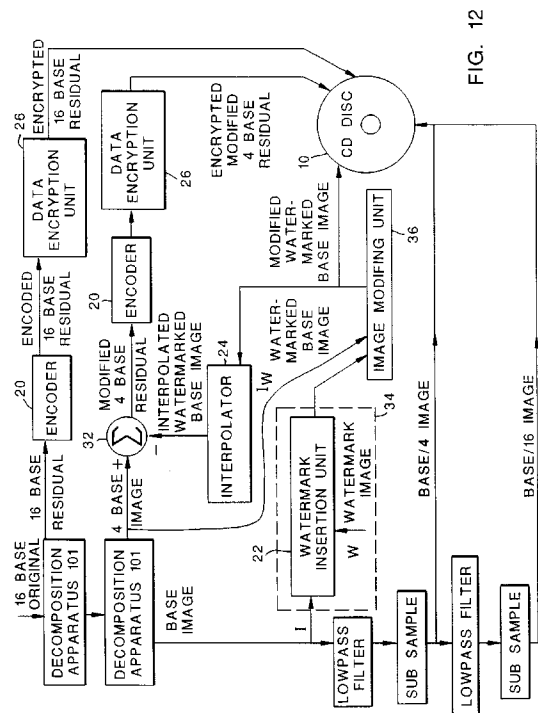 16 BASE
ORIGINAL
DECOMPOSITION
APPARATUS 101
16 BASE
RESIDUAL
20
ENCODER
ENCODED
16 BASE
RESIDUAL
26
DATA
ENCRYPTION
UNIT
ENCRYPTED
16 BASE
RESIDUAL
DECOMPOSITION
APPARATUS 101
4 BASE
IMAGE
+
32
Σ
−
MODIFIED
4 BASE
RESIDUAL
20
ENCODER
DATA
ENCRYPTION
UNIT
26
ENCRYPTED
MODIFIED
4 BASE
RESIDUAL
INTERPOLATED
WATERMARKED
BASE IMAGE
24
INTERPOLATOR
IW
WATER-
MARKED
BASE IMAGE
MODIFIED
WATER-
MARKED
BASE IMAGE
10
CD DISC
BASE IMAGE
I
22
WATERMARK
INSERTION UNIT
34
W
WATERMARK
IMAGE
IMAGE MODIFING UNIT
36
LOWPASS
FILTER
SUB SAMPLE
BASE/4 IMAGE
LOWPASS FILTER
SUB SAMPLE
BASE/16 IMAGE
FIG. 12